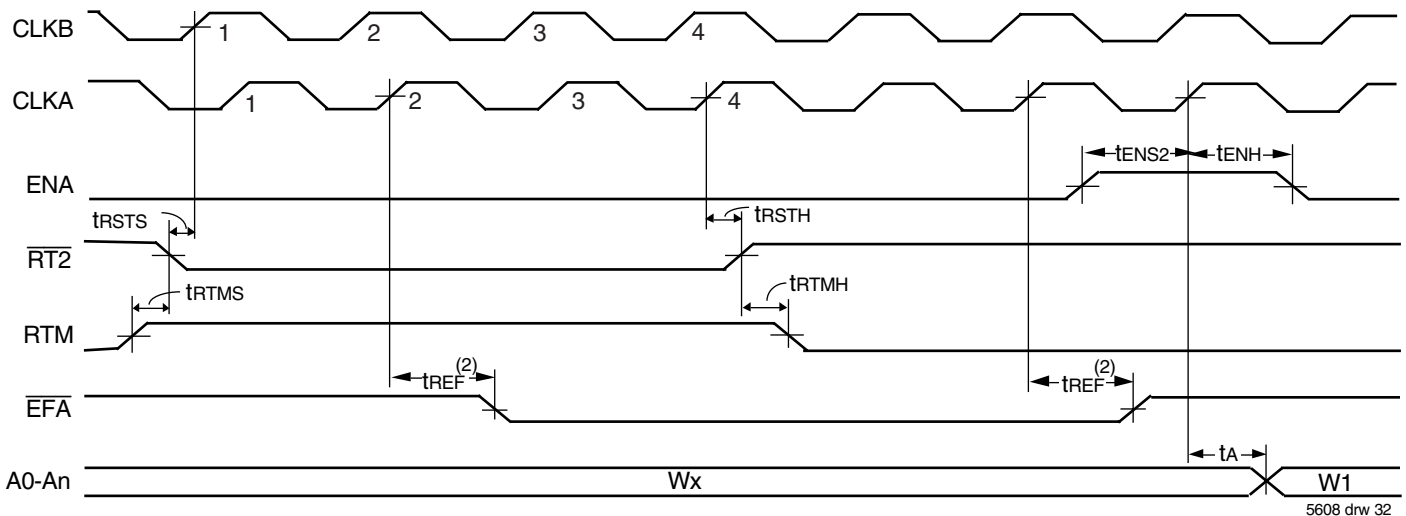 CLKB 1 2 3 4
CLKA 1 2 3 4
tENS2 tENH
ENA
tRSTS tRSTH
RT2
tRTMS tRTMH
RTM
tREF(2) tREF(2)
EFA
tA
A0-An Wx W1
5608 drw 32